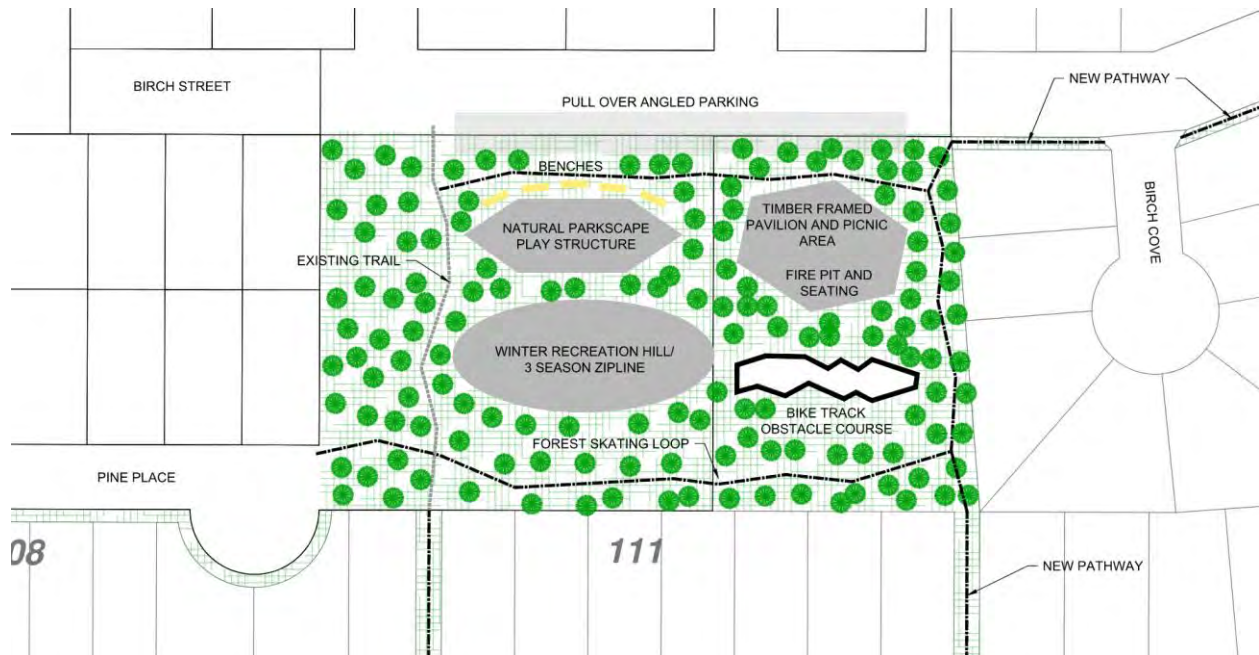 NEW PATHWAY
BIRCH STREET
PULL OVER ANGLED PARKING
BENCHES
BIRCH COVE
TIMBER FRAMED
PAVILION AND PICNIC
AREA
FIRE PIT AND
SEATING
NATURAL PARKSCAPE
PLAY STRUCTURE
EXISTING TRAIL
WINTER RECREATION HILL/
3 SEASON ZIPLINE
BIKE TRACK
OBSTACLE COURSE
FOREST SKATING LOOP
PINE PLACE
08
111
NEW PATHWAY